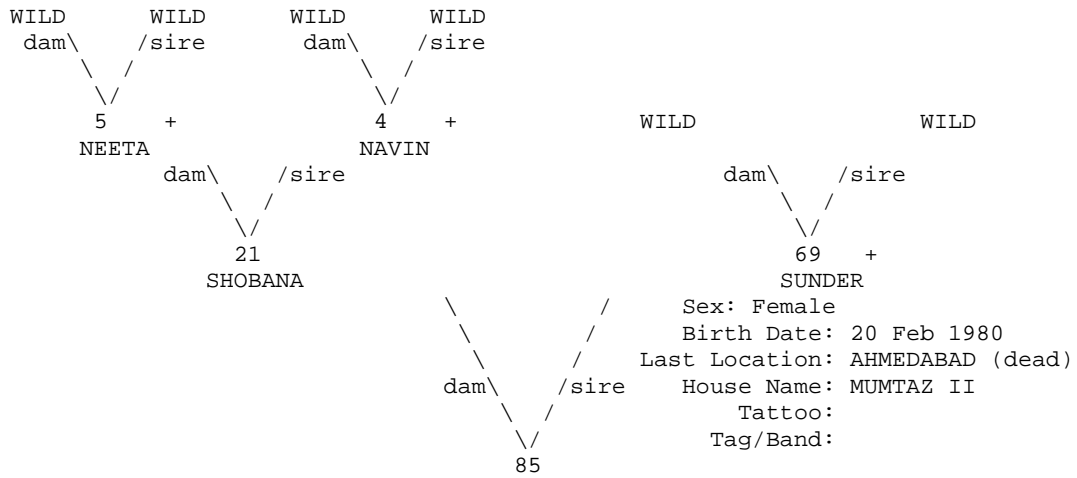 WILD WILD WILD WILD
dam\ /sire dam\ /sire
\ / \ /
\/ \/
5 + 4 + WILD WILD
NEETA NAVIN
dam\ /sire dam\ /sire
\ / \ /
\/ \/
21 69 +
SHOBANA SUNDER
\ / Sex: Female
\ / Birth Date: 20 Feb 1980
\ / Last Location: AHMEDABAD (dead)
dam\ /sire House Name: MUMTAZ II
\ / Tattoo:
\/ Tag/Band:
85